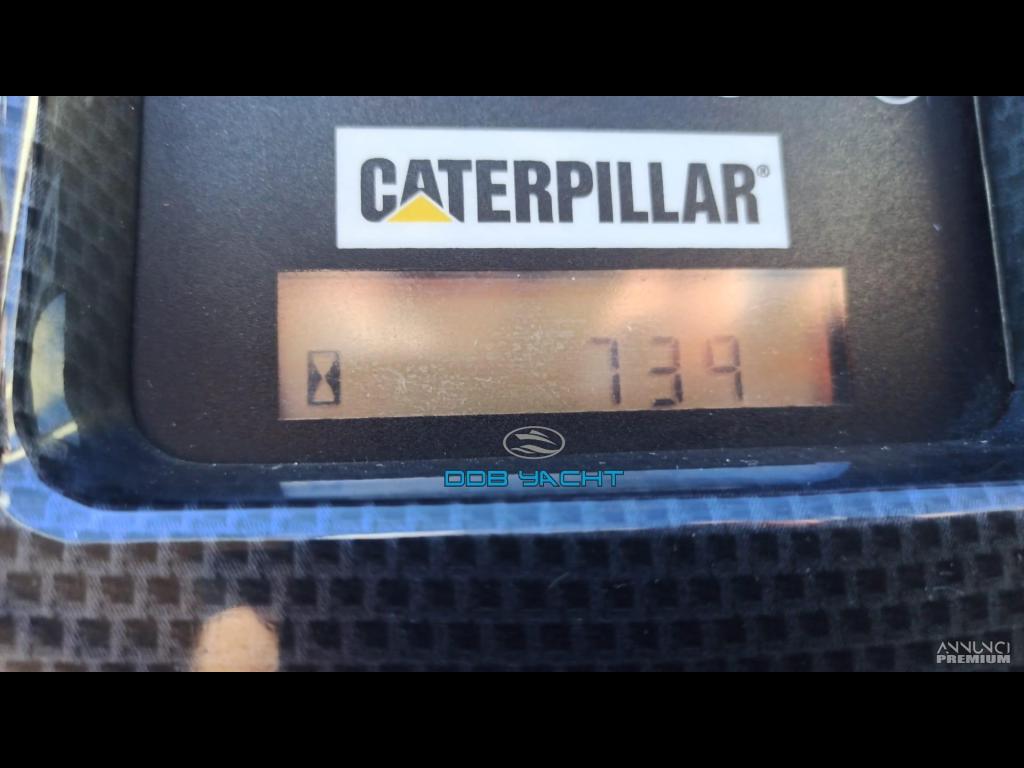 CATERPILLAR®
739
DDB YACHT
ANNUNCI
PREMIUM